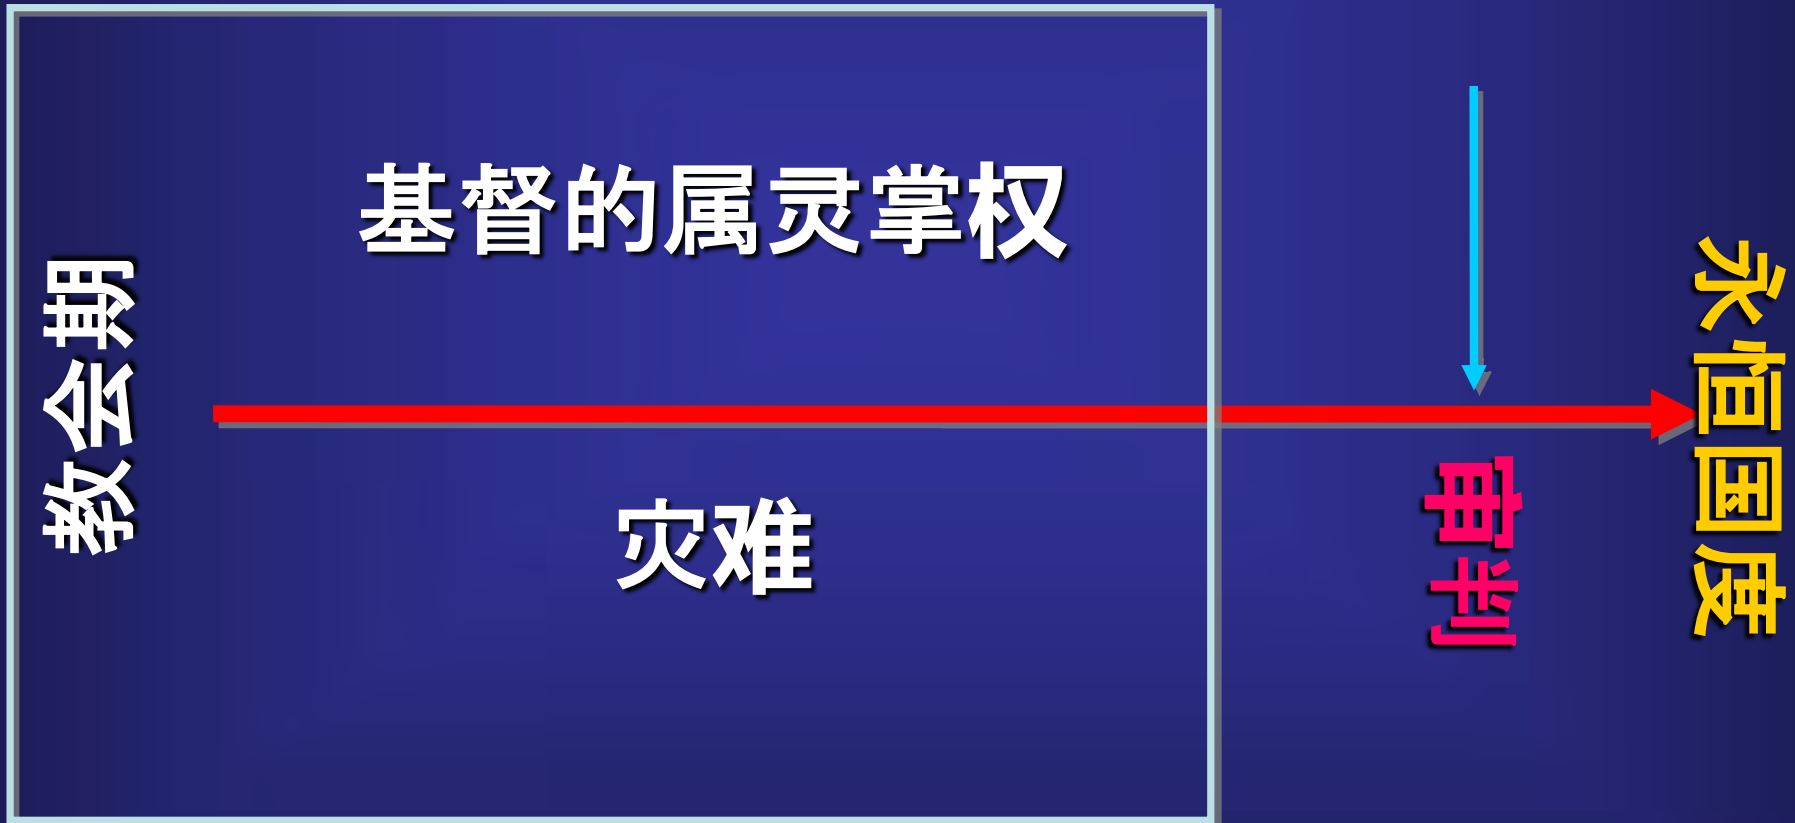 教会期
基督的属灵掌权
灾难
审判
永恒国度